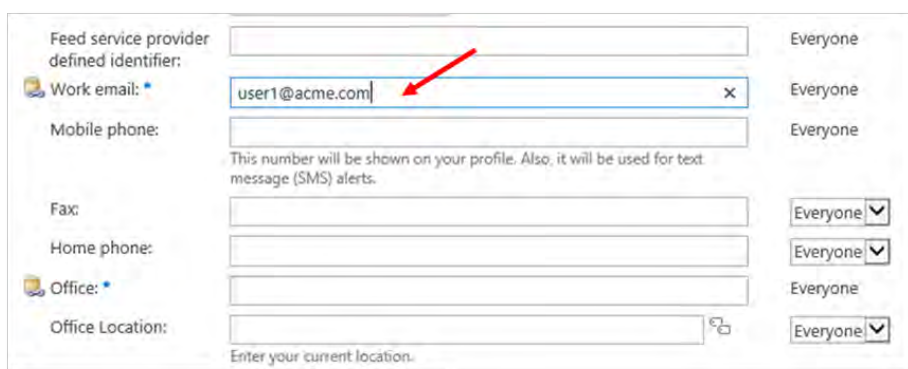 Feed service provider Everyone
defined identifier:
Work email: * user1@acme.com × Everyone
Mobile phone: Everyone
This number will be shown on your profile. Also, it will be used for text
message (SMS) alerts.
Fax: Everyone
Home phone: Everyone
Office: * Everyone
Office Location: Everyone
Enter your current location.